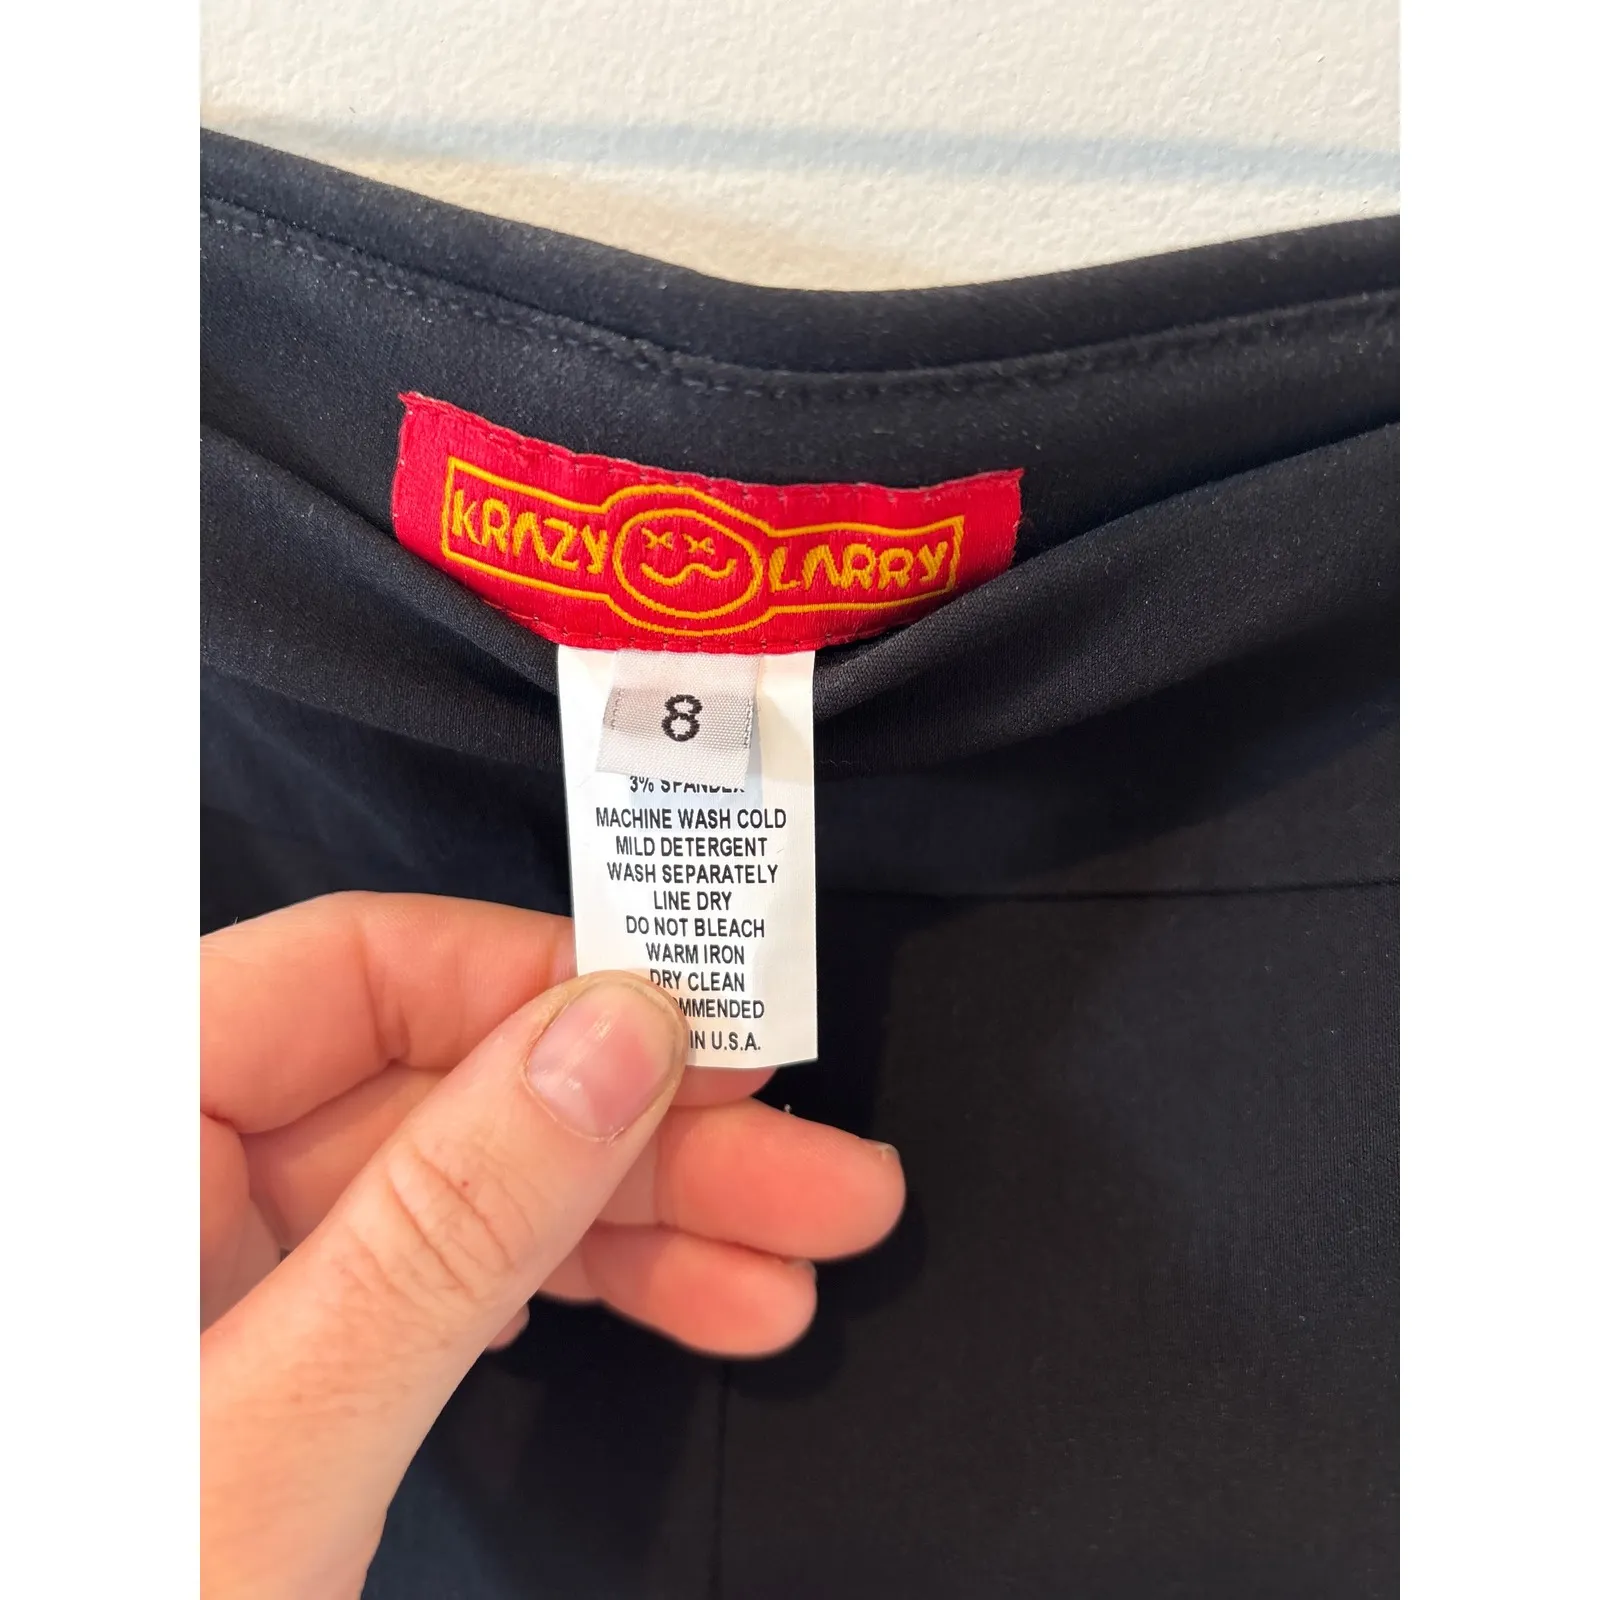 KRAZY LARRY
8
3% SPANDEX
MACHINE WASH COLD
MILD DETERGENT
WASH SEPARATELY
LINE DRY
DO NOT BLEACH
WARM IRON
DRY CLEAN
IN U.S.A.